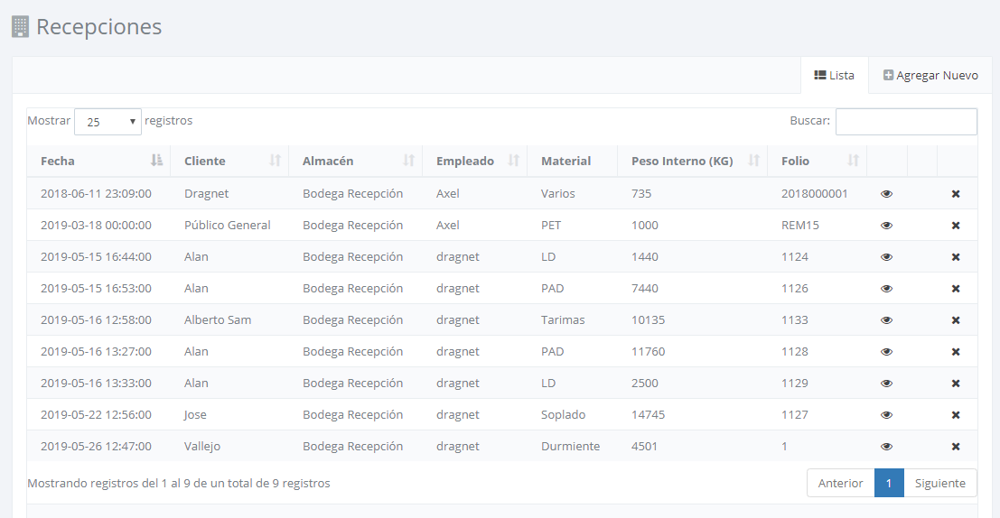 Recepciones
Lista Agregar Nuevo
Mostrar 25 registros Buscar:
Fecha Cliente Almacén Empleado Material Peso Interno (KG) Folio
2018-06-11 23:09:00 Dragnet Bodega Recepción Axel Varios 735 2018000001
2019-03-18 00:00:00 Público General Bodega Recepción Axel PET 1000 REM15
2019-05-15 16:44:00 Alan Bodega Recepción dragnet LD 1440 1124
2019-05-15 16:53:00 Alan Bodega Recepción dragnet PAD 7440 1126
2019-05-16 12:58:00 Alberto Sam Bodega Recepción dragnet Tarimas 10135 1133
2019-05-16 13:27:00 Alan Bodega Recepción dragnet PAD 11760 1128
2019-05-16 13:33:00 Alan Bodega Recepción dragnet LD 2500 1129
2019-05-22 12:56:00 Jose Bodega Recepción dragnet Soplado 14745 1127
2019-05-26 12:47:00 Vallejo Bodega Recepción dragnet Durmiente 4501 1
Mostrando registros del 1 al 9 de un total de 9 registros Anterior 1 Siguiente